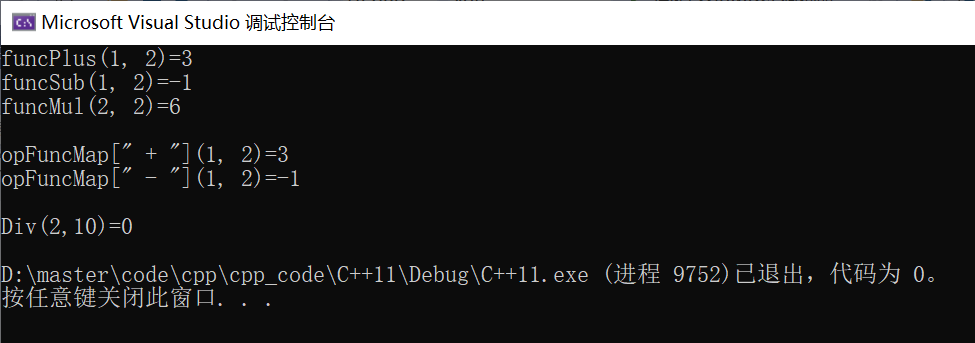 Microsoft Visual Studio 调试控制台
funcPlus(1, 2)=3
funcSub(1, 2)=-1
funcMul(2, 2)=6
opFuncMap[" + "](1, 2)=3
opFuncMap[" - "](1, 2)=-1
Div(2,10)=0
D:\master\code\cpp\cpp_code\C++11\Debug\C++11.exe (进程 9752)已退出，代码为 0。
按任意键关闭此窗口. . .